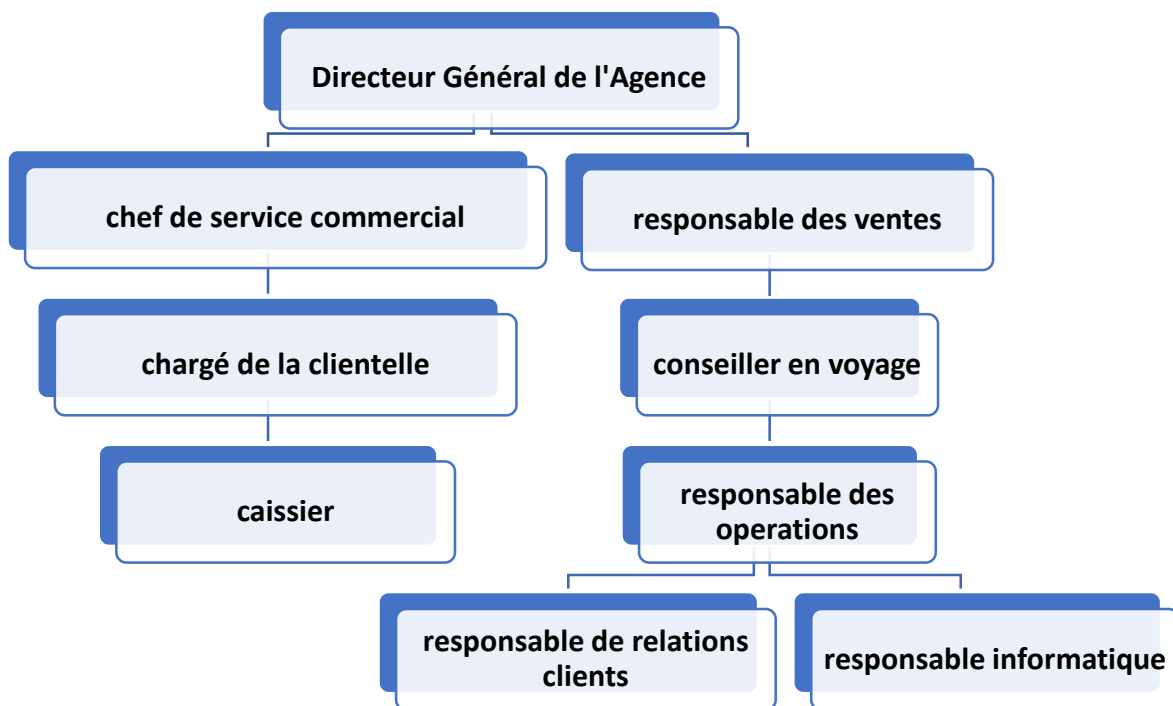 Directeur Général de l'Agence
chef de service commercial
responsable des ventes
chargé de la clientelle
conseiller en voyage
caissier
responsable des
operations
responsable de relations
clients
responsable informatique